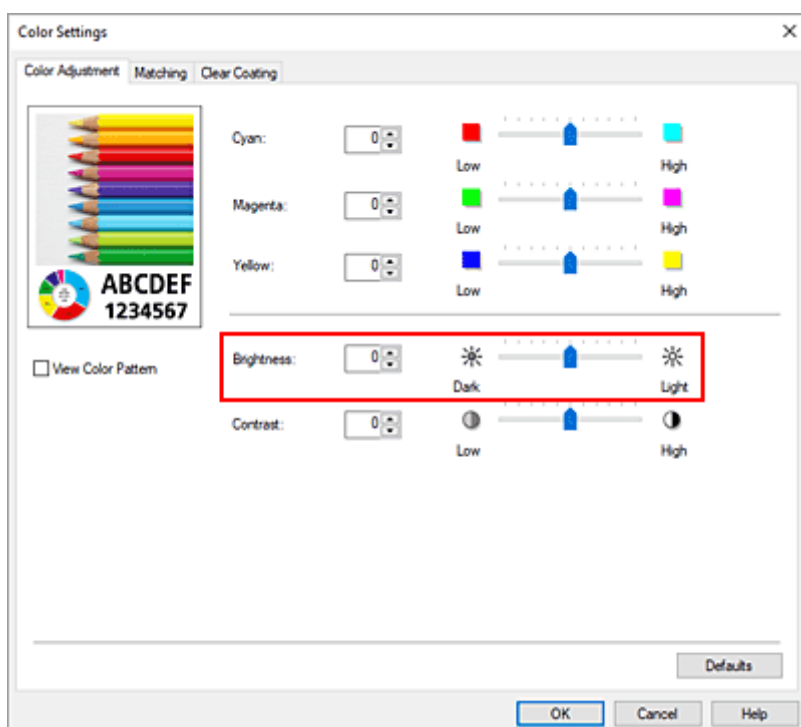 Color Settings
Color Adjustment Matching Clear Coating
Cyan: 0
Low High
Magenta: 0
Low High
Yellow: 0
Low High
ABCDEF
1234567
View Color Pattern
Brightness: 0
Dark Light
Contrast: 0
Low High
Defaults
OK Cancel Help